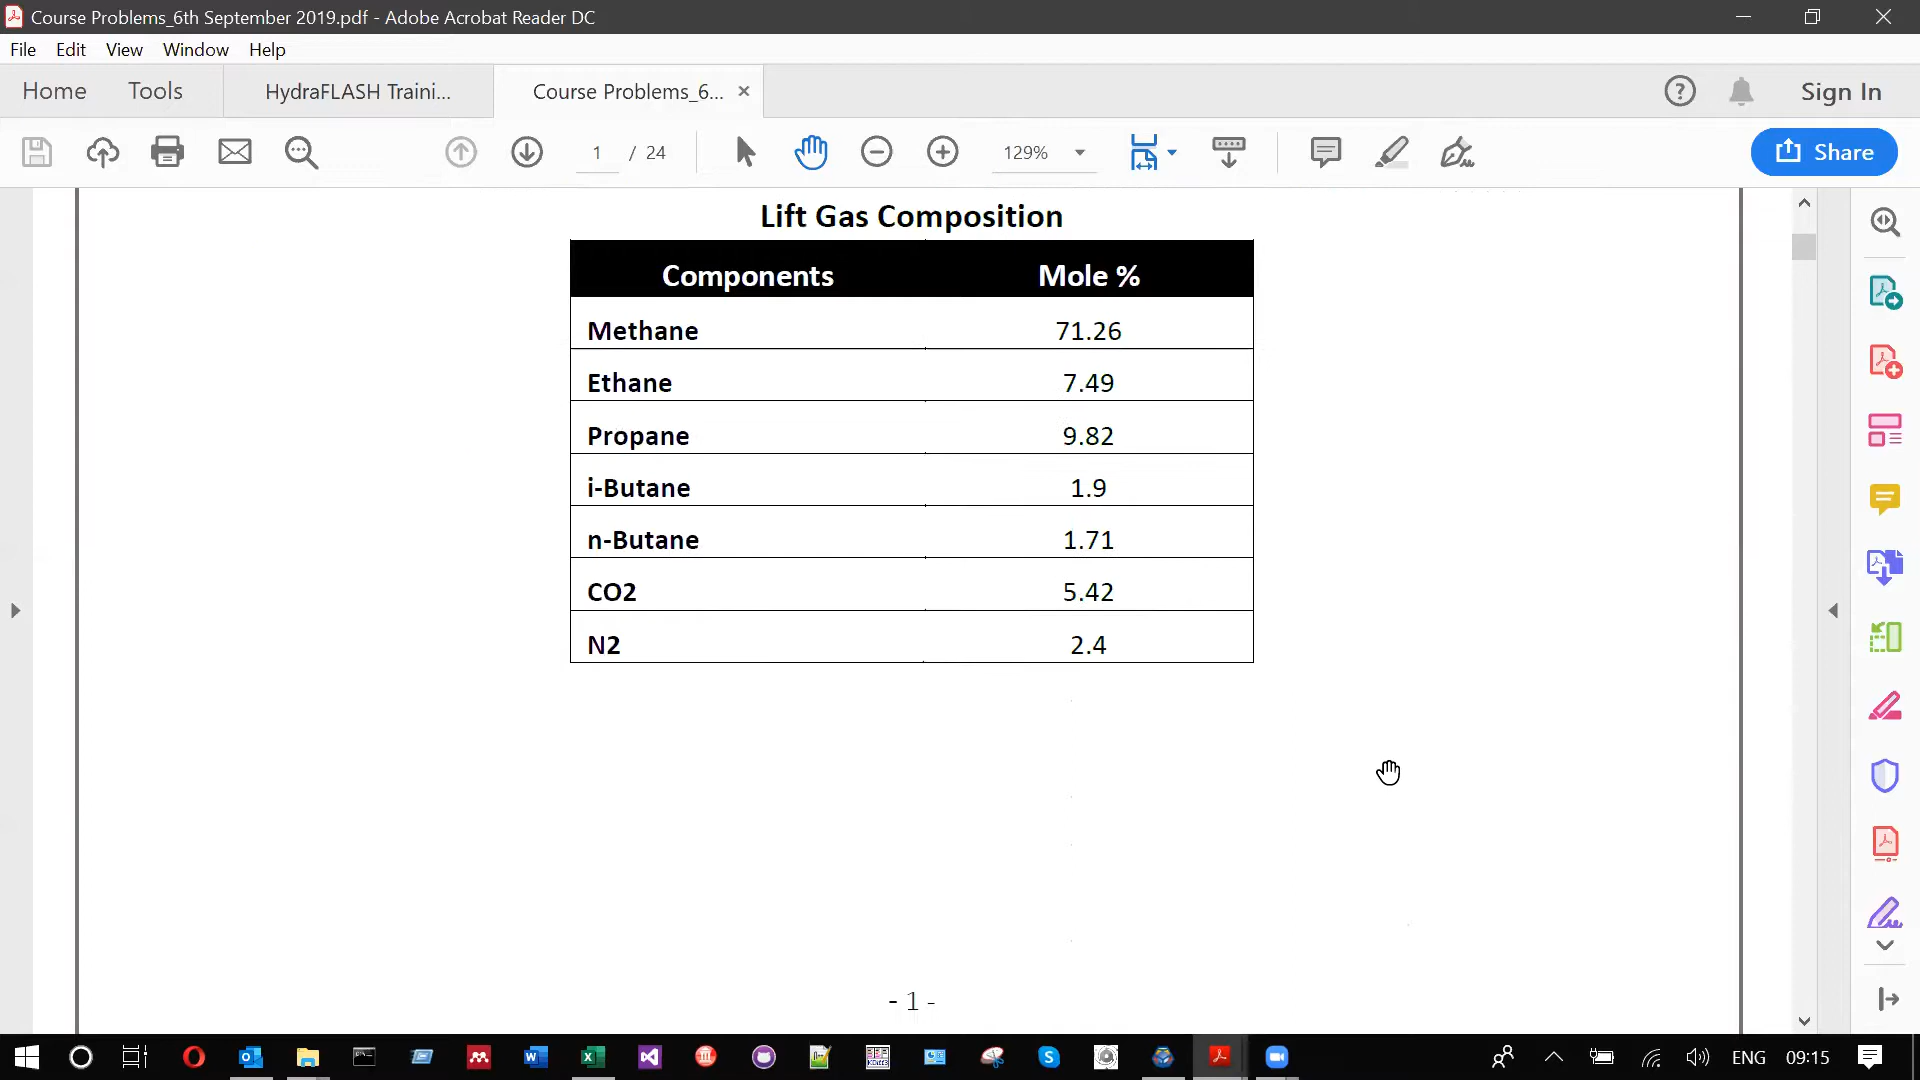 Course Problems_6th September 2019.pdf - Adobe Acrobat Reader DC
File Edit View Window Help
Home Tools HydraFLASH Traini... Course Problems_6... Sign In
1 / 24 129% Share
Lift Gas Composition
Components Mole %
Methane 71.26
Ethane 7.49
Propane 9.82
i-Butane 1.9
n-Butane 1.71
CO2 5.42
N2 2.4
- 1 -
ENG 09:15